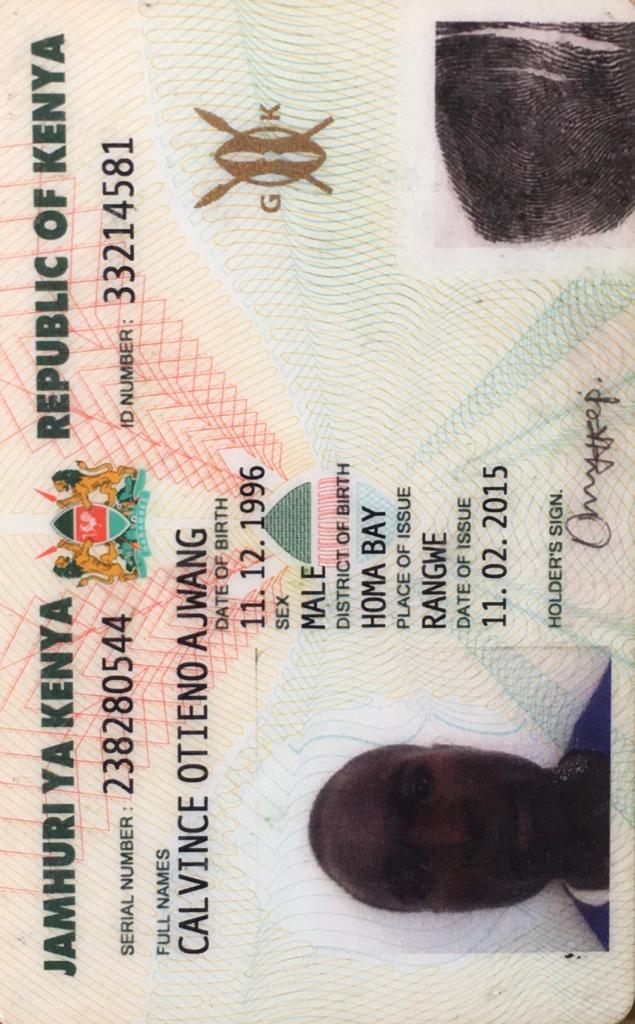 JAMHURI YA KENYA REPUBLIC OF KENYA
SERIAL NUMBER: 238280544 ID NUMBER: 33214581
FULL NAMES
CALVINCE OTIENO AJWANG
DATE OF BIRTH
11. 12. 1996
SEX
MALE
DISTRICT OF BIRTH
HOMA BAY
PLACE OF ISSUE
RANGWE
DATE OF ISSUE
11. 02. 2015
HOLDER'S SIGN.
G K
HARAMBEE